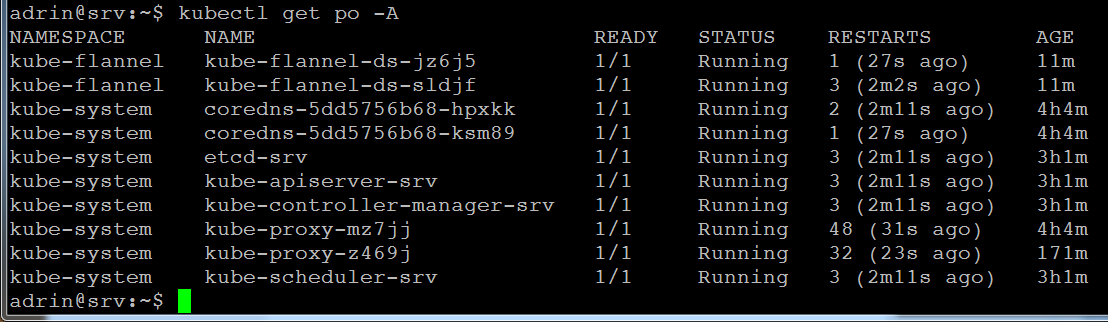 adrin@srv:~$ kubectl get po -A
NAMESPACE NAME READY STATUS RESTARTS AGE
kube-flannel kube-flannel-ds-jz6j5 1/1 Running 1 (27s ago) 11m
kube-flannel kube-flannel-ds-sldjf 1/1 Running 3 (2m2s ago) 11m
kube-system coredns-5dd5756b68-hpxkk 1/1 Running 2 (2m11s ago) 4h4m
kube-system coredns-5dd5756b68-ksm89 1/1 Running 1 (27s ago) 4h4m
kube-system etcd-srv 1/1 Running 3 (2m11s ago) 3h1m
kube-system kube-apiserver-srv 1/1 Running 3 (2m11s ago) 3h1m
kube-system kube-controller-manager-srv 1/1 Running 3 (2m11s ago) 3h1m
kube-system kube-proxy-mz7jj 1/1 Running 48 (31s ago) 4h4m
kube-system kube-proxy-z469j 1/1 Running 32 (23s ago) 171m
kube-system kube-scheduler-srv 1/1 Running 3 (2m11s ago) 3h1m
adrin@srv:~$